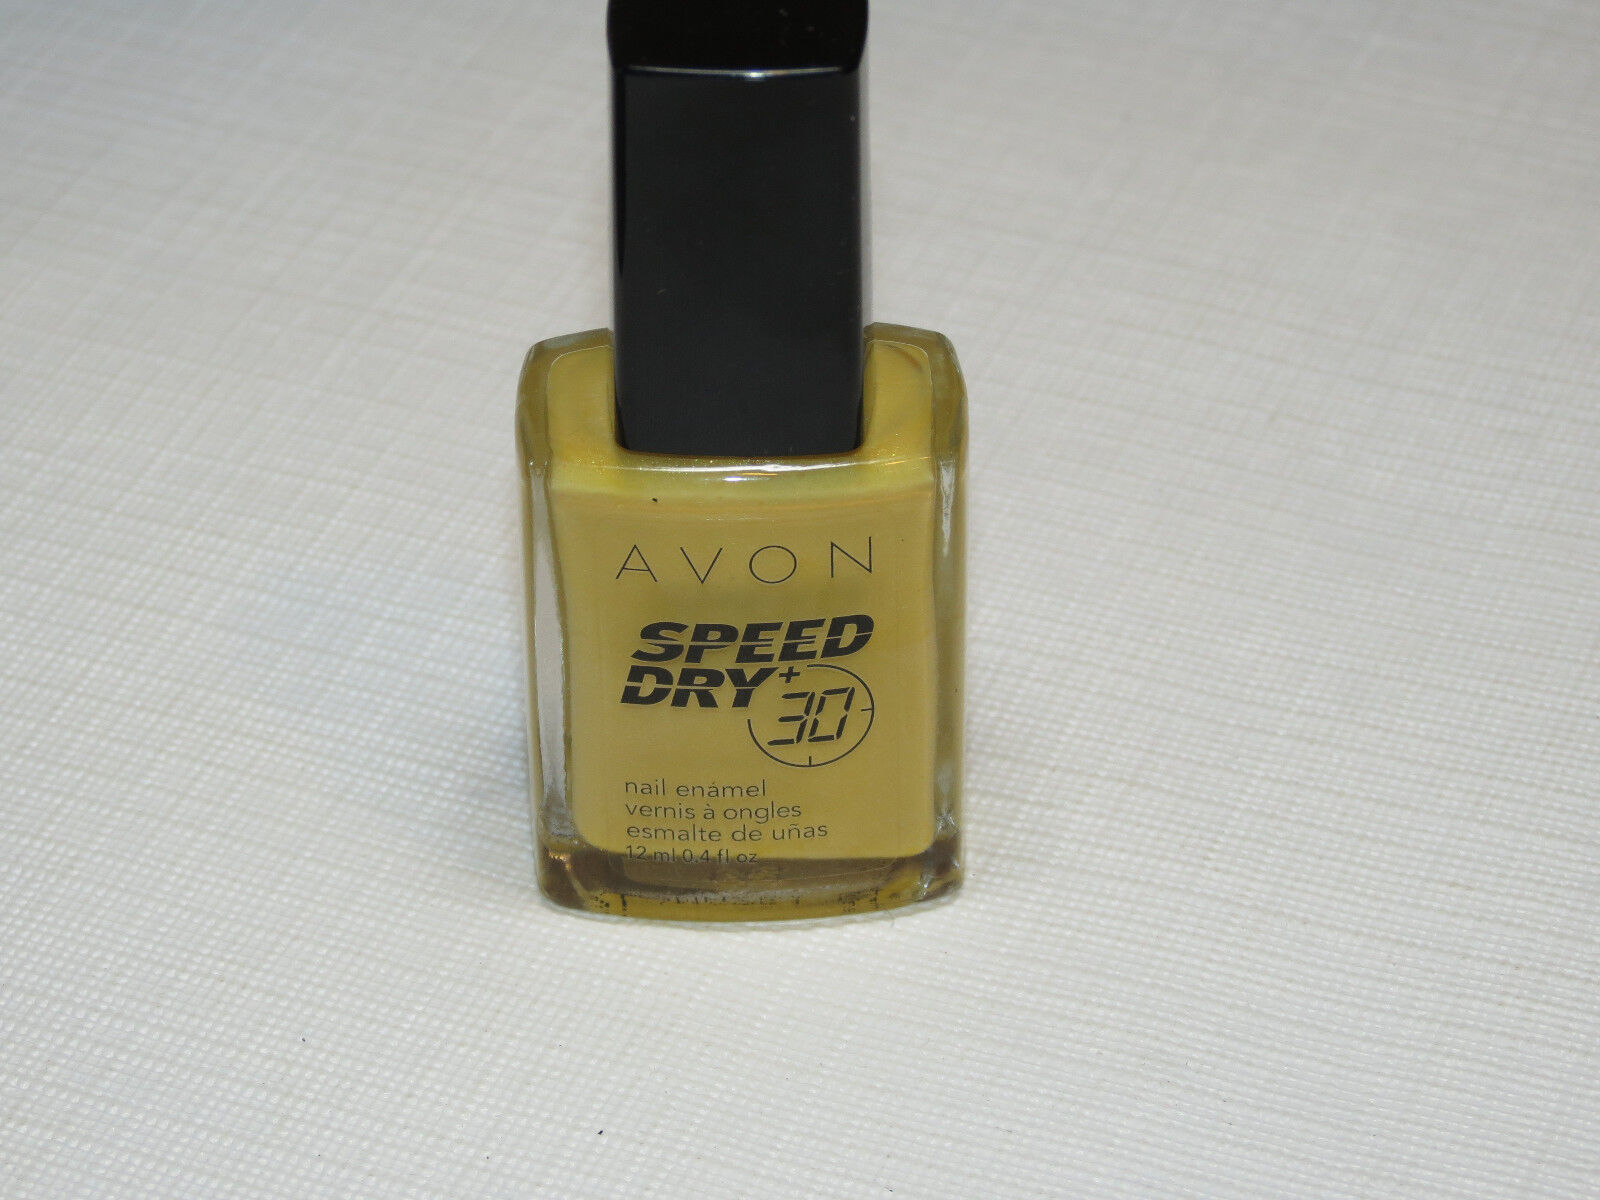 AVON
SPEED
DRY+
30
nail enamel
vernis à ongles
esmalte de uñas
12 ml 0.4 fl oz